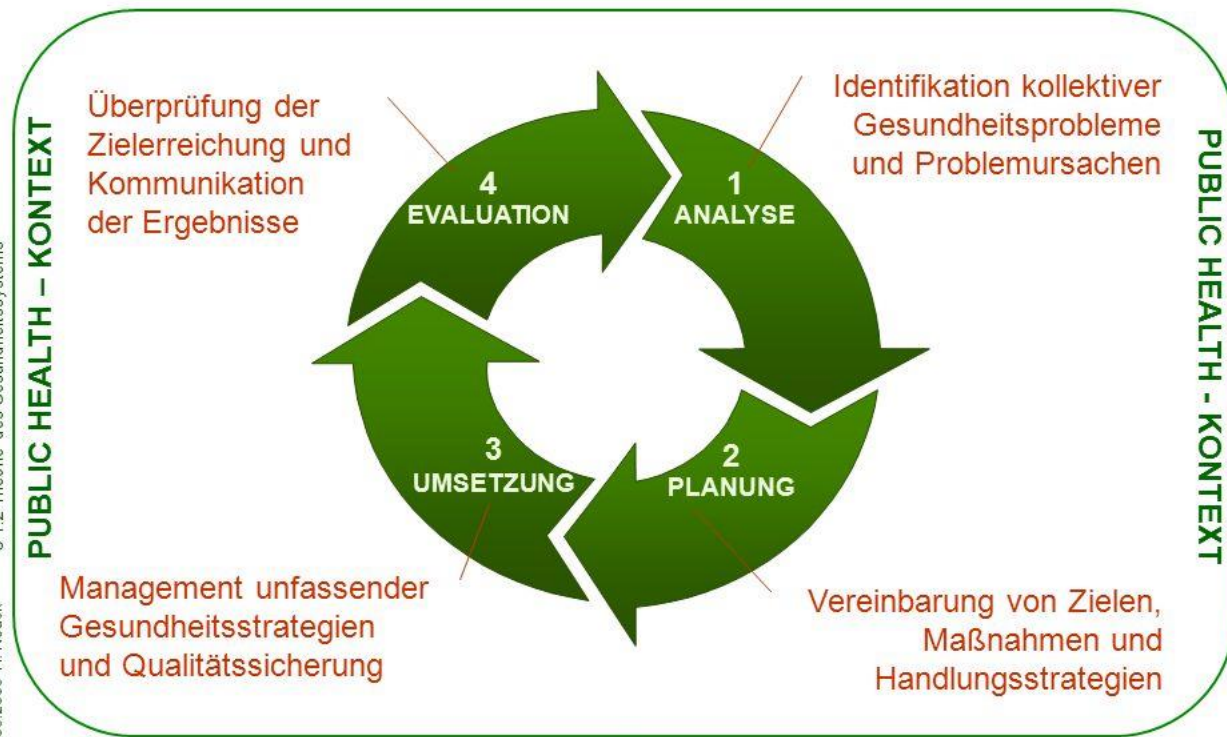 PUBLIC HEALTH – KONTEXT
Überprüfung der
Zielerreichung und
Kommunikation
der Ergebnisse
Identifikation kollektiver
Gesundheitsprobleme
und Problemursachen
PUBLIC HEALTH - KONTEXT
4
EVALUATION
1
ANALYSE
3
UMSETZUNG
2
PLANUNG
Management unfassender
Gesundheitsstrategien
und Qualitätssicherung
Vereinbarung von Zielen,
Maßnahmen und
Handlungsstrategien